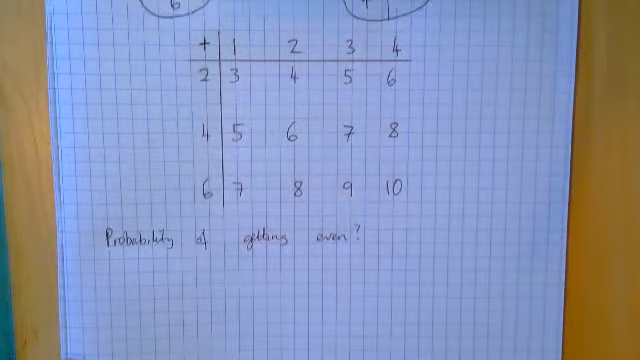 6
+ 1 2 3 4
2 3 4 5 6
4 5 6 7 8
6 7 8 9 10
Probability of getting even?